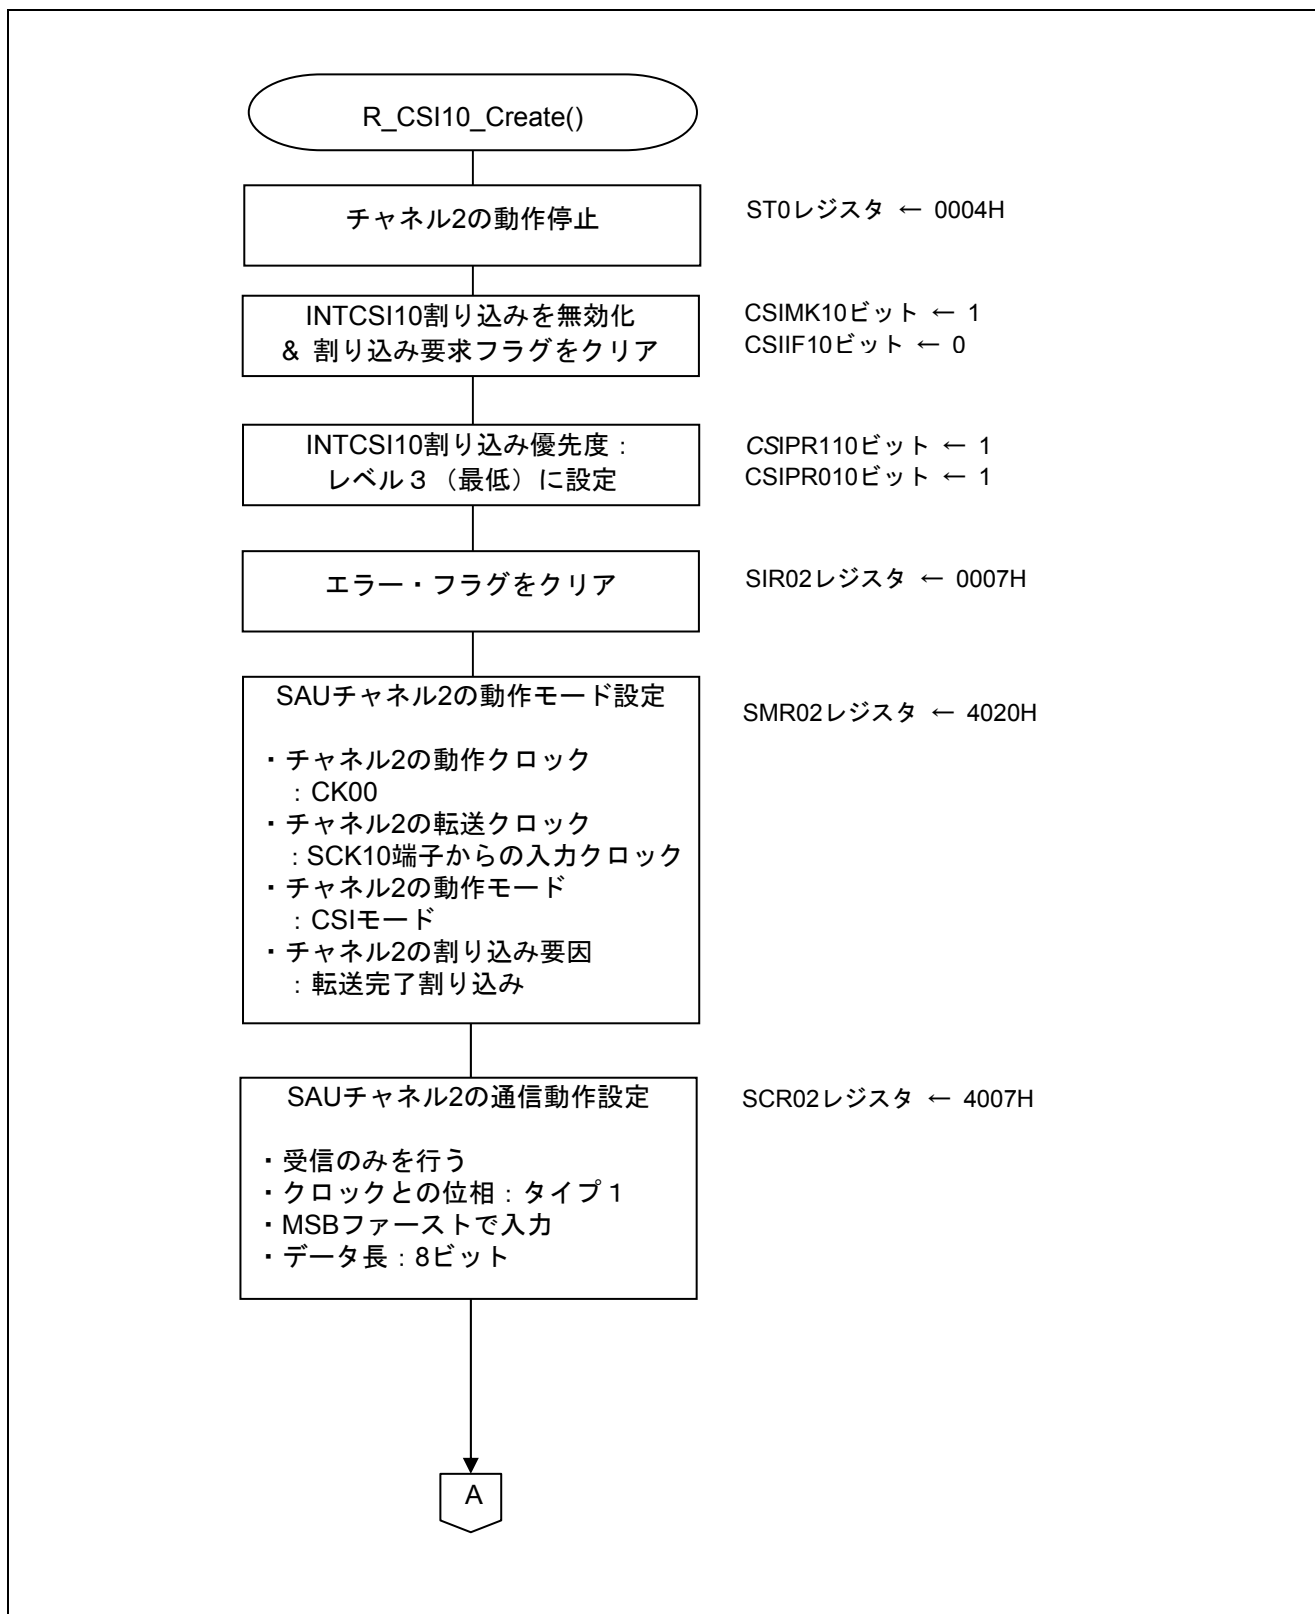 R_CSI10_Create()
チャネル2の動作停止
ST0レジスタ ← 0004H
INTCSI10割り込みを無効化
& 割り込み要求フラグをクリア
CSIMK10ビット ← 1
CSIIF10ビット ← 0
INTCSI10割り込み優先度：
レベル３（最低）に設定
CSIPR110ビット ← 1
CSIPR010ビット ← 1
エラー・フラグをクリア
SIR02レジスタ ← 0007H
SAUチャネル2の動作モード設定
SMR02レジスタ ← 4020H
・チャネル2の動作クロック
：CK00
・チャネル2の転送クロック
：SCK10端子からの入力クロック
・チャネル2の動作モード
：CSIモード
・チャネル2の割り込み要因
：転送完了割り込み
SAUチャネル2の通信動作設定
SCR02レジスタ ← 4007H
・受信のみを行う
・クロックとの位相：タイプ１
・MSBファーストで入力
・データ長：8ビット
A